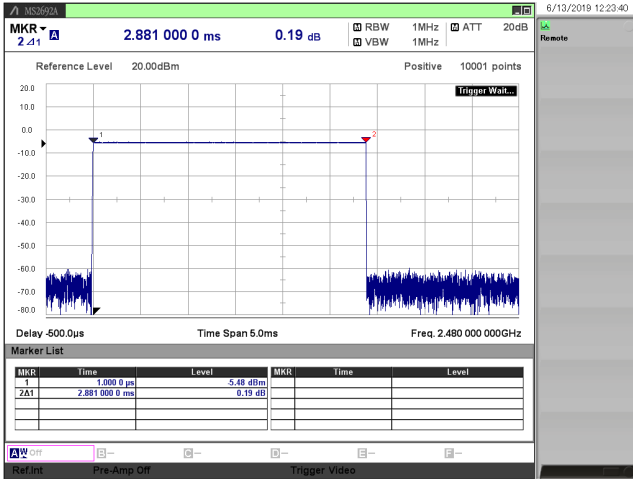 MS2692A
6/13/2019 12:23:40
MKR A 2.881 000 0 ms 0.19 dB M RBW 1MHz M ATT 20dB
2Δ1 M VBW 1MHz
Remote
Reference Level 20.00dBm Positive 10001 points
Trigger Wait...
20.0
10.0
0.0
-10.0
-20.0
-30.0
-40.0
-50.0
-60.0
-70.0
-80.0
1
2
Delay -500.0µs Time Span 5.0ms Freq. 2.480 000 000GHz
Marker List
MKR Time Level MKR Time Level
1 1.000 0 µs -5.48 dBm
2Δ1 2.881 000 0 ms 0.19 dB
A W Off B-- C-- D-- E-- F--
Ref.Int Pre-Amp Off Trigger Video